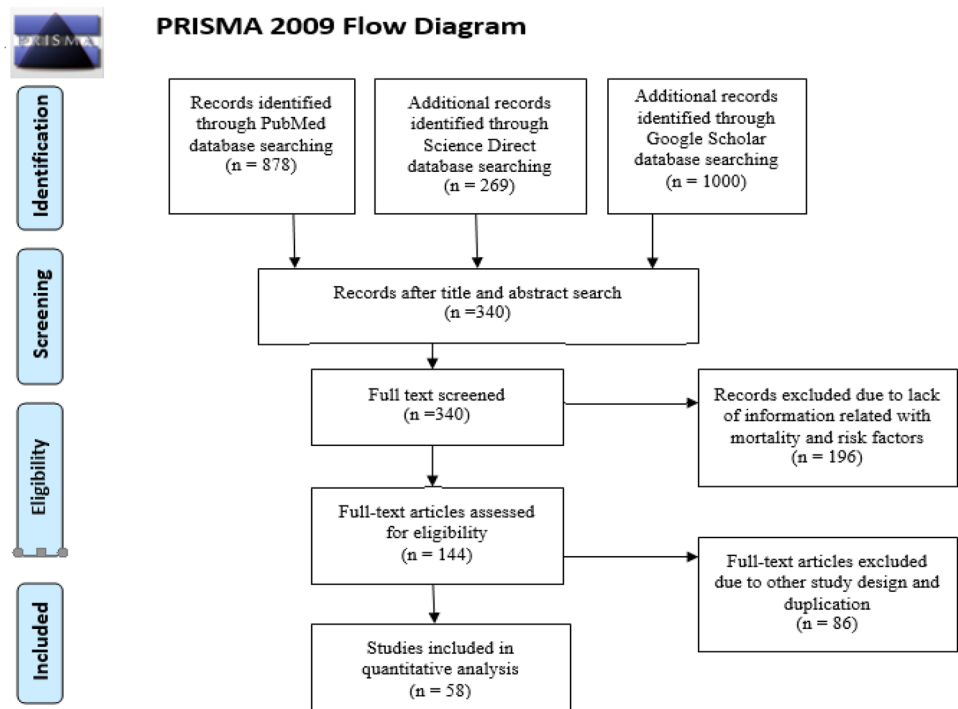 PRISMA 2009 Flow Diagram
PRISMA
Identification
Records identified
through PubMed
database searching
(n = 878)
Additional records
identified through
Science Direct
database searching
(n = 269)
Additional records
identified through
Google Scholar
database searching
(n = 1000)
Screening
Records after title and abstract search
(n =340)
Full text screened
(n =340)
Records excluded due to lack
of information related with
mortality and risk factors
(n = 196)
Eligibility
Full-text articles assessed
for eligibility
(n = 144)
Full-text articles excluded
due to other study design and
duplication
(n = 86)
Included
Studies included in
quantitative analysis
(n = 58)